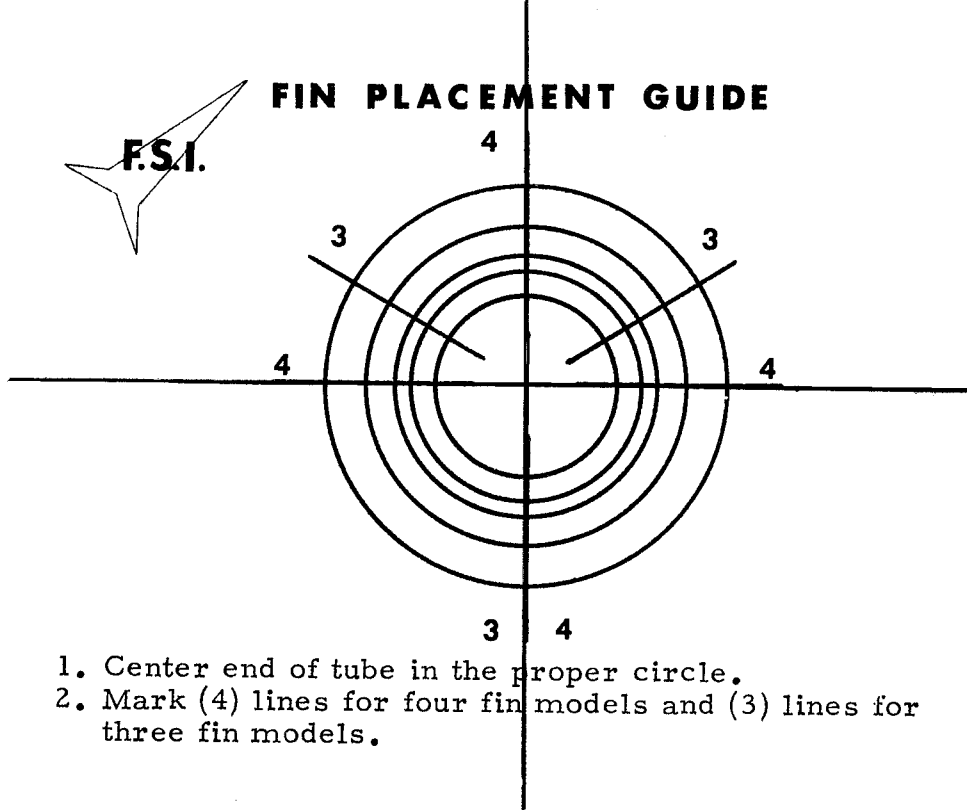 FIN PLACEMENT GUIDE
F.S.I.
4
3
3
4
4
3 4
1. Center end of tube in the proper circle.
2. Mark (4) lines for four fin models and (3) lines for
three fin models.